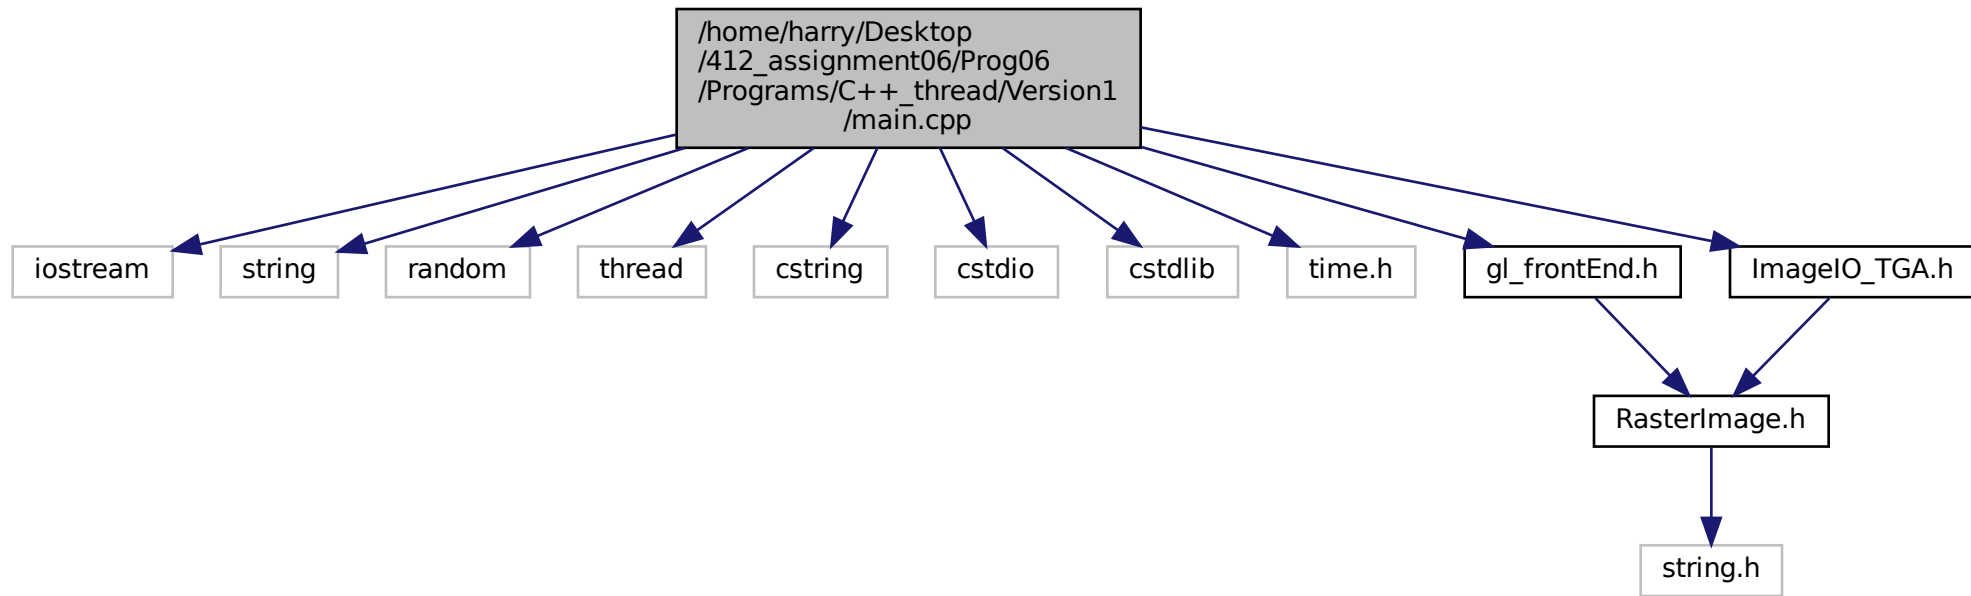 /home/harry/Desktop
/412_assignment06/Prog06
/Programs/C++_thread/Version1
/main.cpp
iostream
string
random
thread
cstring
cstdio
cstdlib
time.h
gl_frontEnd.h
ImageIO_TGA.h
RasterImage.h
string.h